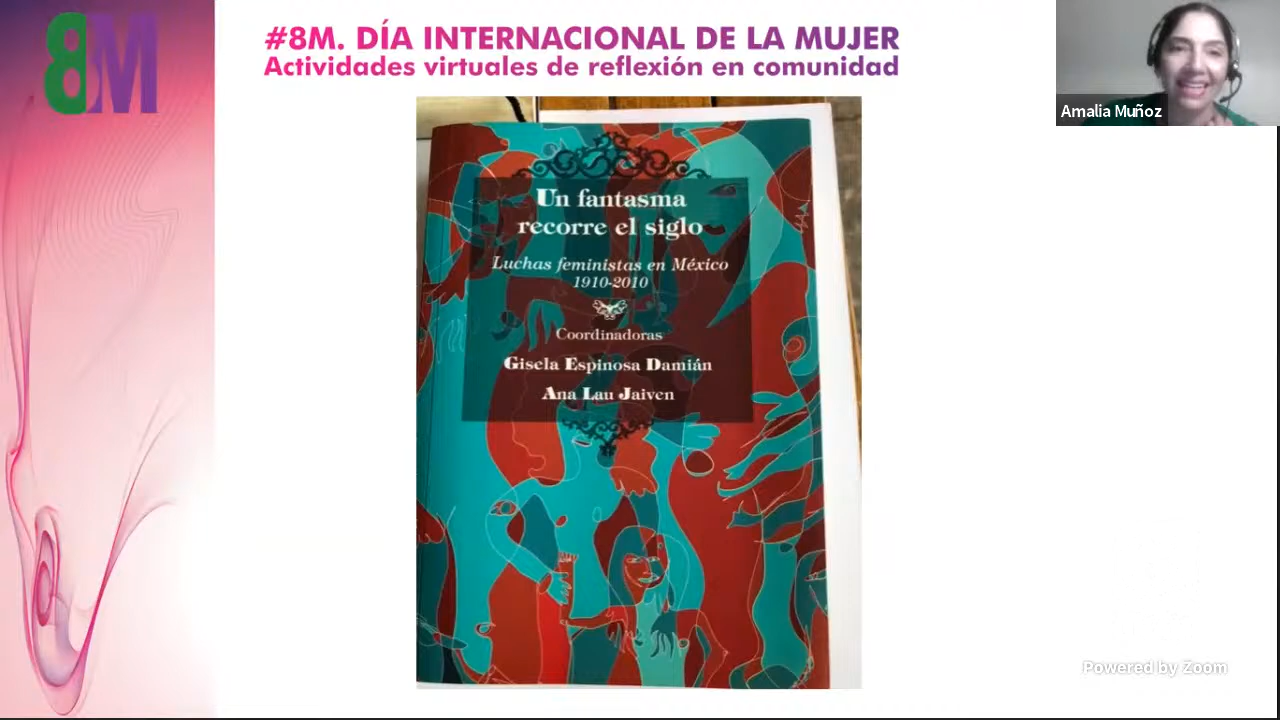 8M
#8M. DÍA INTERNACIONAL DE LA MUJER
Actividades virtuales de reflexión en comunidad
Amalia Muñoz
Un fantasma
recorre el siglo
Luchas feministas en México
1910-2010
Coordinadoras
Gisela Espinosa Damián
Ana Lau Jaiven
Powered by Zoom